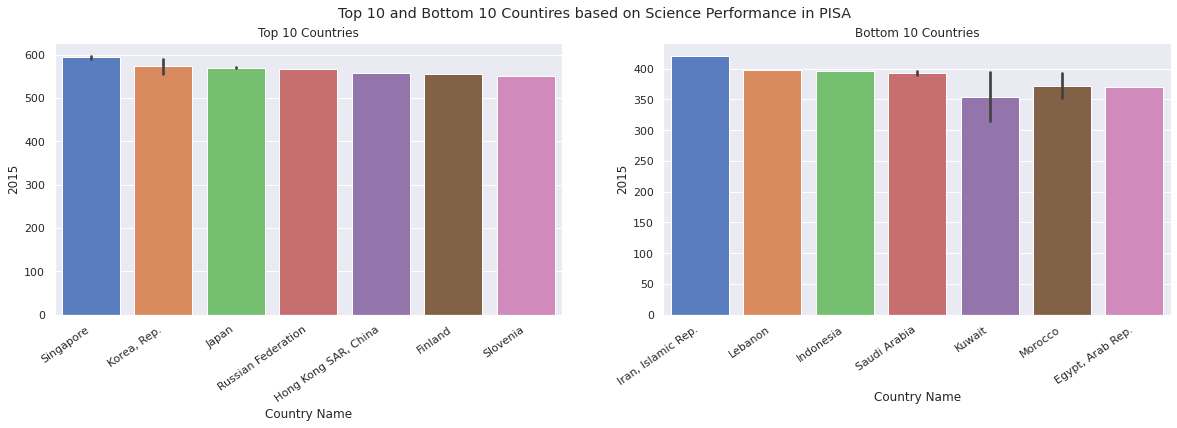 Top 10 and Bottom 10 Countires based on Science Performance in PISA
Top 10 Countries
600
500
400
300
200
100
0
2015
Singapore
Korea, Rep.
Japan
Russian Federation
Hong Kong SAR, China
Finland
Slovenia
Country Name
Bottom 10 Countries
400
350
300
250
200
150
100
50
0
2015
Iran, Islamic Rep.
Lebanon
Indonesia
Saudi Arabia
Kuwait
Morocco
Egypt, Arab Rep.
Country Name